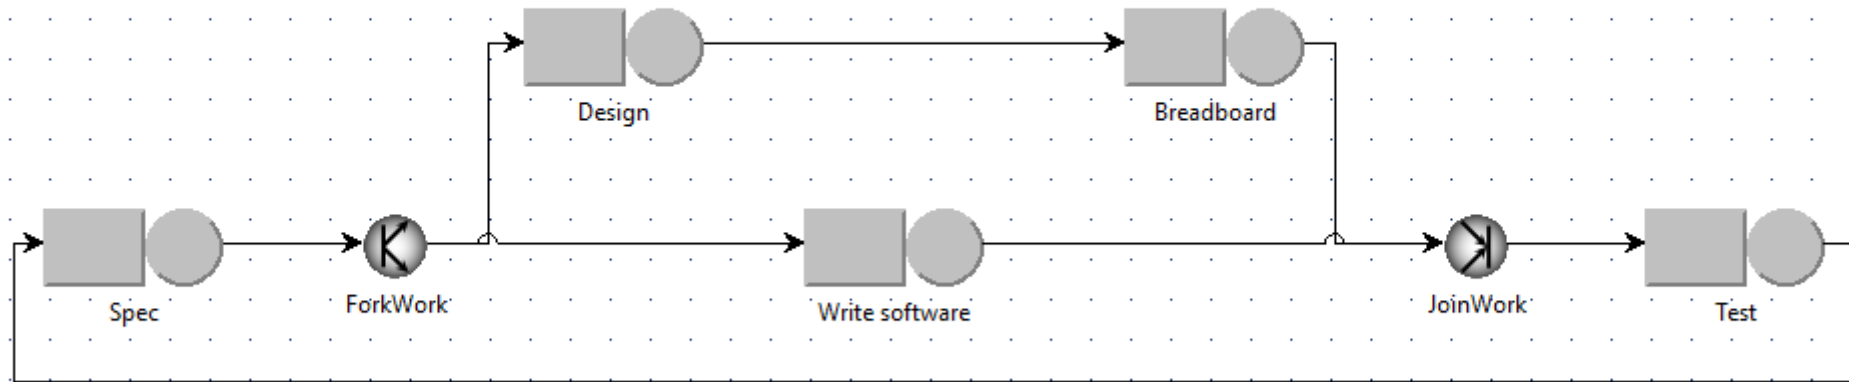 Design
Breadboard
Spec
ForkWork
Write software
JoinWork
Test